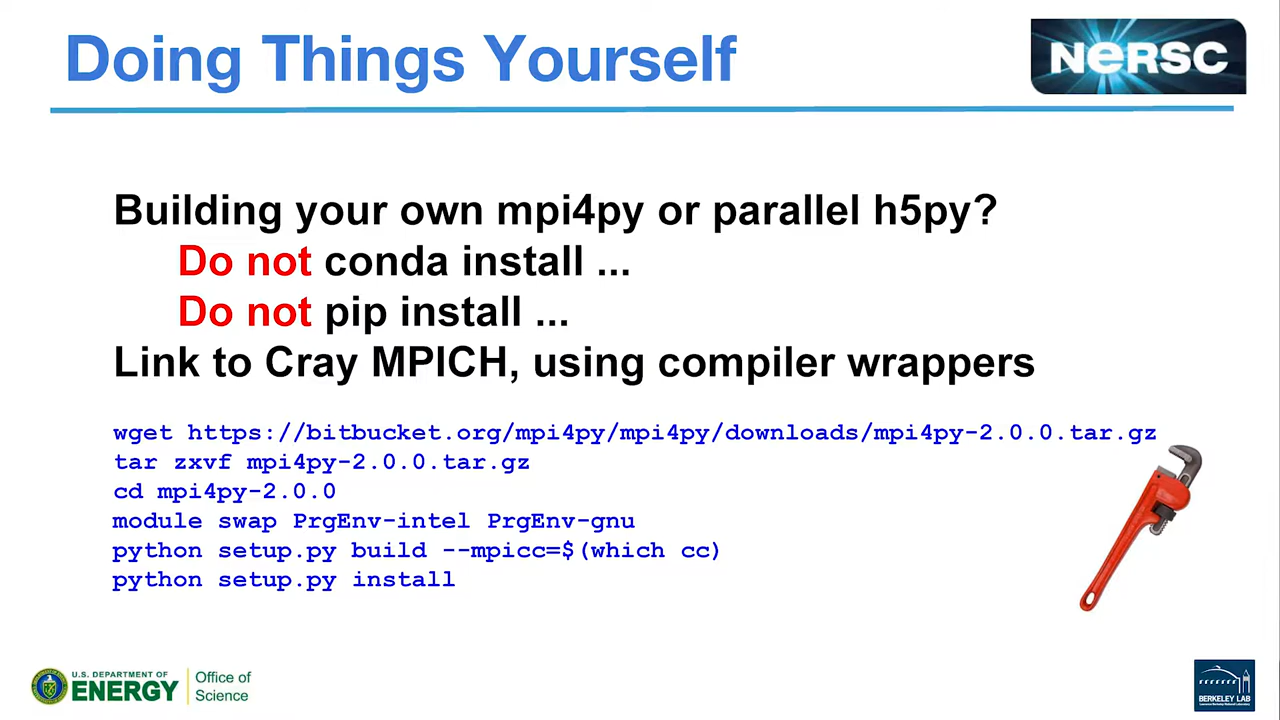 Doing Things Yourself
NERSC
Building your own mpi4py or parallel h5py?
Do not conda install ...
Do not pip install ...
Link to Cray MPICH, using compiler wrappers
wget https://bitbucket.org/mpi4py/mpi4py/downloads/mpi4py-2.0.0.tar.gz
tar zxvf mpi4py-2.0.0.tar.gz
cd mpi4py-2.0.0
module swap PrgEnv-intel PrgEnv-gnu
python setup.py build --mpicc=$(which cc)
python setup.py install
U.S. DEPARTMENT OF
ENERGY
Office of
Science
BERKELEY LAB